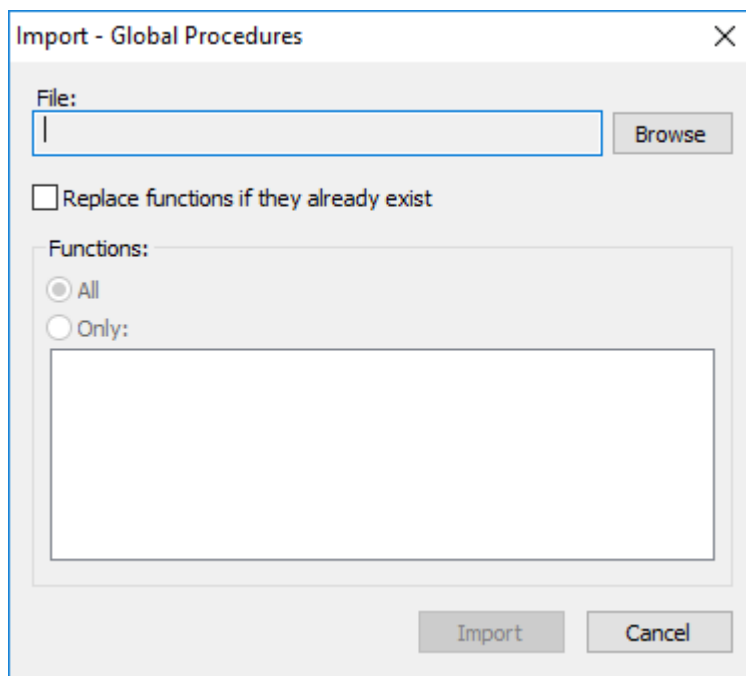 Import - Global Procedures
File:
Browse
Replace functions if they already exist
Functions:
All
Only:
Import
Cancel